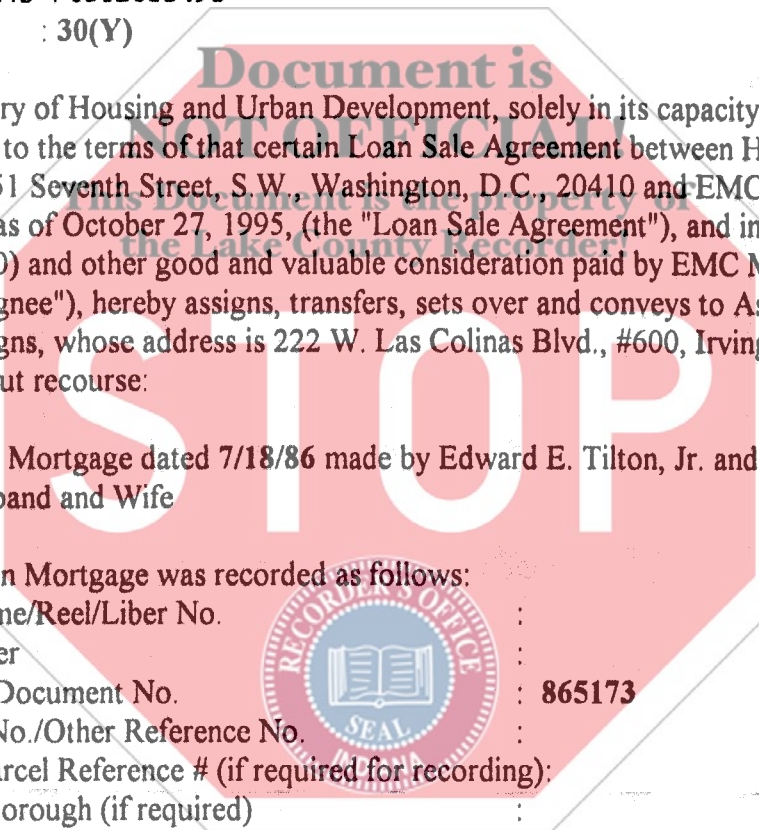 : 30(Y)
Document is
ry of Housing and Urban Development, solely in its capacity
NOT OFFICIAL!
to the terms of that certain Loan Sale Agreement between H
51 Seventh Street, S.W., Washington, D.C., 20410 and EMC
This Document is the property of
as of October 27, 1995, (the "Loan Sale Agreement"), and in
the Lake County Recorder!
0) and other good and valuable consideration paid by EMC M
gnee"), hereby assigns, transfers, sets over and conveys to As
gns, whose address is 222 W. Las Colinas Blvd., #600, Irving
ut recourse:
STOP
Mortgage dated 7/18/86 made by Edward E. Tilton, Jr. and
band and Wife
n Mortgage was recorded as follows:
me/Reel/Liber No. :
er :
Document No. : 865173
No./Other Reference No. :
arcel Reference # (if required for recording):
orough (if required) :
RECORDER'S OFFICE
SEAL
INDIANA